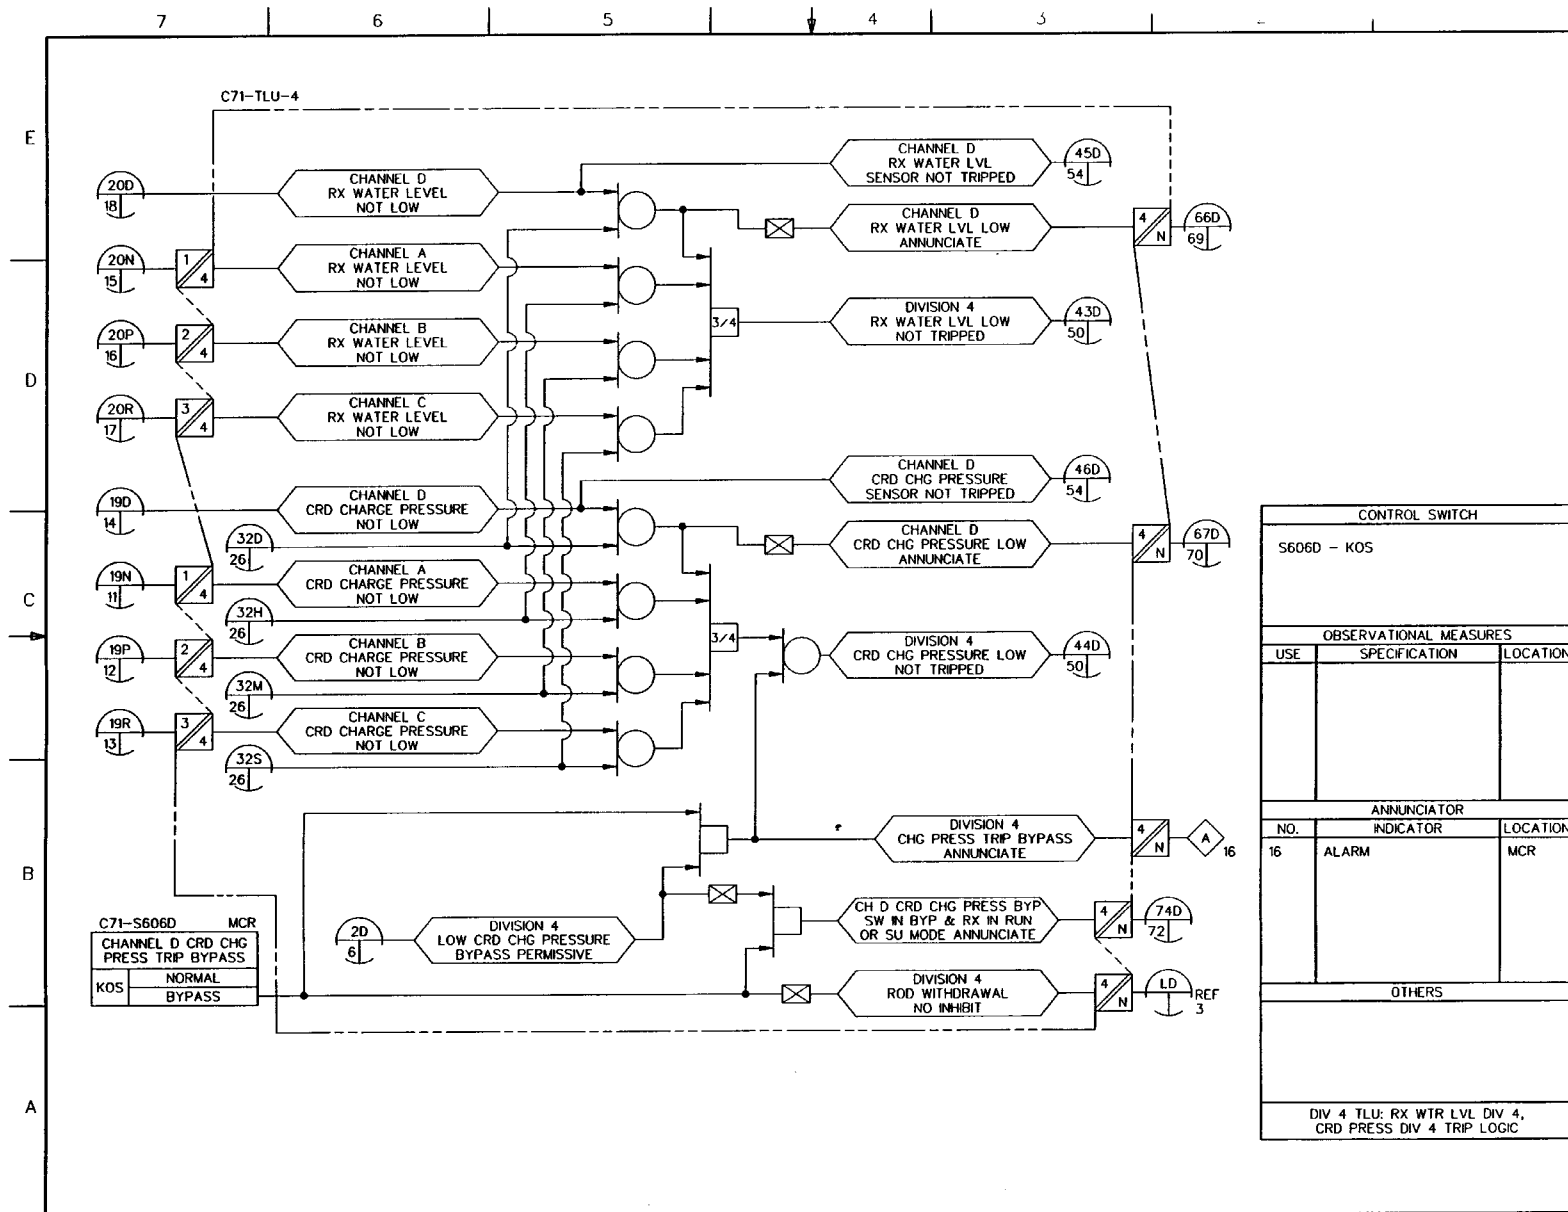 7 6 5 4 3
C71-TLU-4
E
D
C
B
A
20D
18
CHANNEL D
RX WATER LEVEL
NOT LOW
CHANNEL D
RX WATER LVL
SENSOR NOT TRIPPED
45D
54
CHANNEL D
RX WATER LVL LOW
ANNUNCIATE
4
N
66D
69
20N
15
1
4
CHANNEL A
RX WATER LEVEL
NOT LOW
20P
16
2
4
CHANNEL B
RX WATER LEVEL
NOT LOW
3/4
DIVISION 4
RX WATER LVL LOW
NOT TRIPPED
43D
50
20R
17
3
4
CHANNEL C
RX WATER LEVEL
NOT LOW
CHANNEL D
CRD CHG PRESSURE
SENSOR NOT TRIPPED
46D
54
19D
14
CHANNEL D
CRD CHARGE PRESSURE
NOT LOW
32D
26
CHANNEL D
CRD CHG PRESSURE LOW
ANNUNCIATE
4
N
67D
70
19N
11
1
4
CHANNEL A
CRD CHARGE PRESSURE
NOT LOW
32H
26
19P
12
2
4
CHANNEL B
CRD CHARGE PRESSURE
NOT LOW
3/4
DIVISION 4
CRD CHG PRESSURE LOW
NOT TRIPPED
44D
50
32M
26
19R
13
3
4
CHANNEL C
CRD CHARGE PRESSURE
NOT LOW
32S
26
DIVISION 4
CHG PRESS TRIP BYPASS
ANNUNCIATE
4
N
A
16
C71-S606D MCR
CHANNEL D CRD CHG
PRESS TRIP BYPASS
KOS
NORMAL
BYPASS
2D
6
DIVISION 4
LOW CRD CHG PRESSURE
BYPASS PERMISSIVE
CH D CRD CHG PRESS BYP
SW IN BYP & RX IN RUN
OR SU MODE ANNUNCIATE
4
N
74D
72
DIVISION 4
ROD WITHDRAWAL
NO INHIBIT
4
N
LD
REF
3
CONTROL SWITCH
S606D - KOS
OBSERVATIONAL MEASURES
USE SPECIFICATION LOCATION
ANNUNCIATOR
NO. INDICATOR LOCATION
16 ALARM MCR
OTHERS
DIV 4 TLU: RX WTR LVL DIV 4,
CRD PRESS DIV 4 TRIP LOGIC